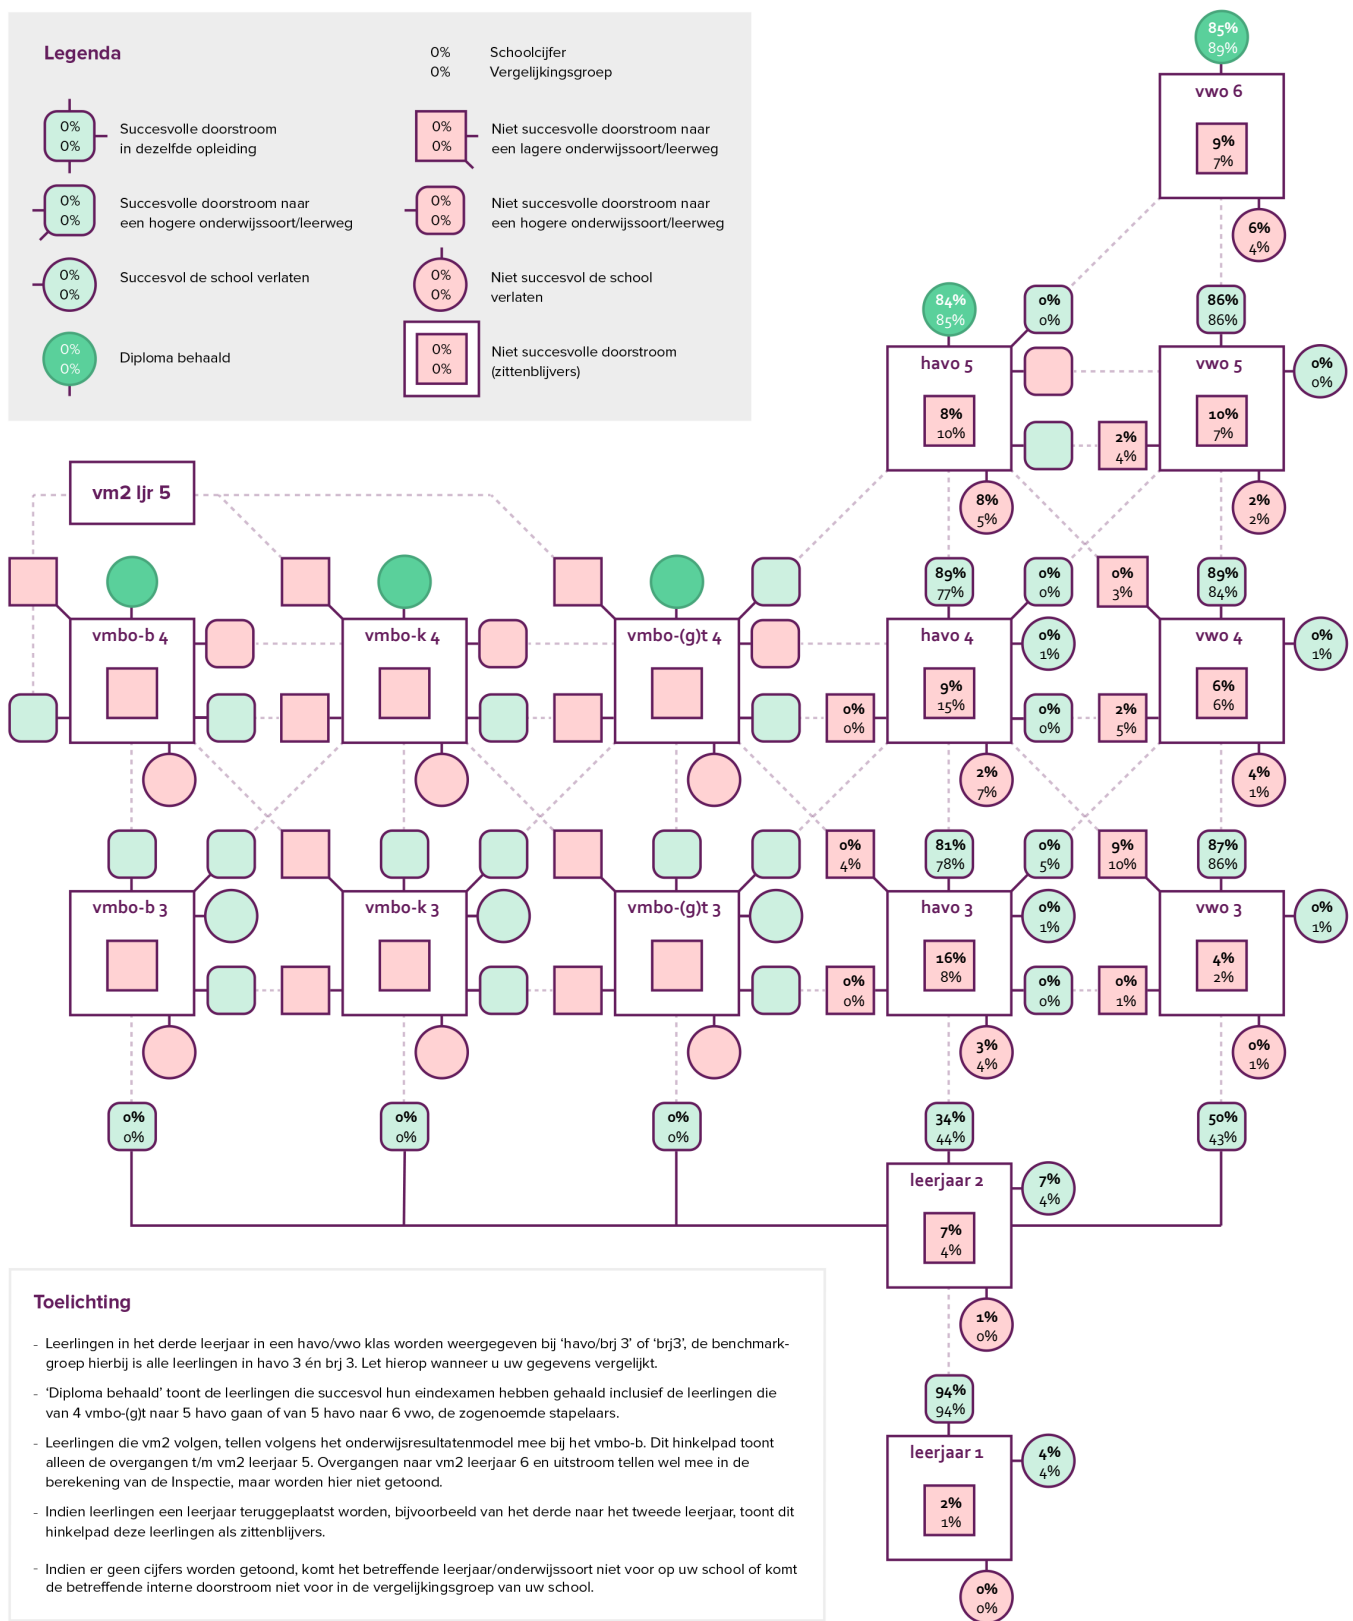 Legenda
0% Schoolcijfer
0% Vergelijkingsgroep
0%
0%
Succesvolle doorstroom
in dezelfde opleiding
0%
0%
Niet succesvolle doorstroom naar
een lagere onderwijssoort/leerweg
0%
0%
Succesvolle doorstroom naar
een hogere onderwijssoort/leerweg
0%
0%
Niet succesvolle doorstroom naar
een hogere onderwijssoort/leerweg
0%
0%
Succesvol de school verlaten
0%
0%
Niet succesvol de school
verlaten
0%
0%
Diploma behaald
0%
0%
Niet succesvolle doorstroom
(zittenblijvers)
85%
89%
vwo 6
9%
7%
6%
4%
84%
85%
0%
0%
86%
86%
havo 5
8%
10%
2%
4%
vwo 5
10%
7%
0%
0%
8%
5%
2%
2%
vm2 ljr 5
89%
77%
0%
0%
0%
3%
89%
84%
vmbo-b 4
vmbo-k 4
vmbo-(g)t 4
0%
0%
havo 4
9%
15%
0%
1%
0%
0%
2%
5%
vwo 4
6%
6%
0%
1%
2%
7%
4%
1%
0%
4%
81%
78%
0%
5%
9%
10%
87%
86%
vmbo-b 3
vmbo-k 3
vmbo-(g)t 3
0%
0%
havo 3
16%
8%
0%
1%
0%
0%
0%
1%
vwo 3
4%
2%
0%
1%
3%
4%
0%
1%
0%
0%
0%
0%
0%
0%
34%
44%
50%
43%
leerjaar 2
7%
4%
7%
4%
1%
0%
94%
94%
leerjaar 1
2%
1%
4%
4%
0%
0%
Toelichting
- Leerlingen in het derde leerjaar in een havo/vwo klas worden weergegeven bij ‘havo/brj 3’ of ‘brj3’, de benchmark-
groep hierbij is alle leerlingen in havo 3 én brj 3. Let hierop wanneer u uw gegevens vergelijkt.
- ‘Diploma behaald’ toont de leerlingen die succesvol hun eindexamen hebben gehaald inclusief de leerlingen die
van 4 vmbo-(g)t naar 5 havo gaan of van 5 havo naar 6 vwo, de zogenoemde stapelaars.
- Leerlingen die vm2 volgen, tellen volgens het onderwijsresultatenmodel mee bij het vmbo-b. Dit hinkelpad toont
alleen de overgangen t/m vm2 leerjaar 5. Overgangen naar vm2 leerjaar 6 en uitstroom tellen wel mee in de
berekening van de Inspectie, maar worden hier niet getoond.
- Indien leerlingen een leerjaar teruggeplaatst worden, bijvoorbeeld van het derde naar het tweede leerjaar, toont dit
hinkelpad deze leerlingen als zittenblijvers.
- Indien er geen cijfers worden getoond, komt het betreffende leerjaar/onderwijssoort niet voor op uw school of komt
de betreffende interne doorstroom niet voor in de vergelijkingsgroep van uw school.